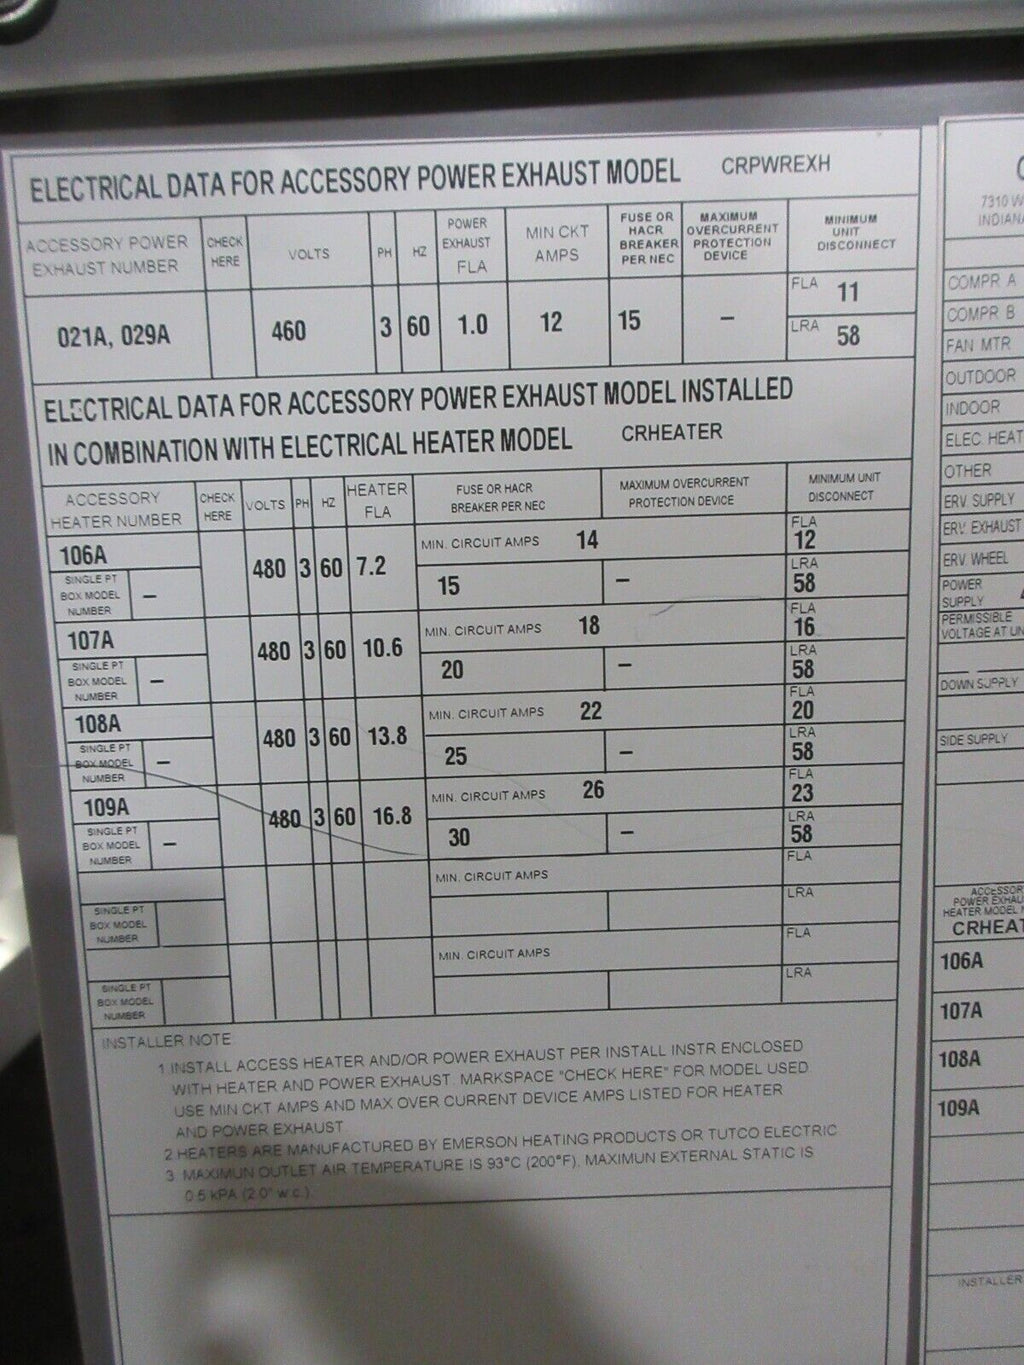 ELECTRICAL DATA FOR ACCESSORY POWER EXHAUST MODEL CRPWREXH
ACCESSORY POWER EXHAUST NUMBER
CHECK HERE
VOLTS
PH
HZ
POWER EXHAUST FLA
MIN CKT AMPS
FUSE OR HACR BREAKER PER NEC
MAXIMUM OVERCURRENT PROTECTION DEVICE
MINIMUM UNIT DISCONNECT
021A, 029A 460 3 60 1.0 12 15 –
FLA 11
LRA 58
ELECTRICAL DATA FOR ACCESSORY POWER EXHAUST MODEL INSTALLED
IN COMBINATION WITH ELECTRICAL HEATER MODEL CRHEATER
ACCESSORY HEATER NUMBER
CHECK HERE
VOLTS
PH
HZ
HEATER FLA
FUSE OR HACR BREAKER PER NEC
MAXIMUM OVERCURRENT PROTECTION DEVICE
MINIMUM UNIT DISCONNECT
106A
SINGLE PT
BOX MODEL –
NUMBER
480 3 60 7.2
MIN. CIRCUIT AMPS 14
15 –
FLA 12
LRA 58
107A
SINGLE PT
BOX MODEL –
NUMBER
480 3 60 10.6
MIN. CIRCUIT AMPS 18
20 –
FLA 16
LRA 58
108A
SINGLE PT
BOX MODEL –
NUMBER
480 3 60 13.8
MIN. CIRCUIT AMPS 22
25 –
FLA 20
LRA 58
109A
SINGLE PT
BOX MODEL –
NUMBER
480 3 60 16.8
MIN. CIRCUIT AMPS 26
30 –
FLA 23
LRA 58
SINGLE PT
BOX MODEL
NUMBER
MIN. CIRCUIT AMPS
FLA
LRA
SINGLE PT
BOX MODEL
NUMBER
MIN. CIRCUIT AMPS
FLA
LRA
INSTALLER NOTE:
1 INSTALL ACCESS HEATER AND/OR POWER EXHAUST PER INSTALL INSTR ENCLOSED
WITH HEATER AND POWER EXHAUST. MARKSPACE "CHECK HERE" FOR MODEL USED
USE MIN CKT AMPS AND MAX OVER CURRENT DEVICE AMPS LISTED FOR HEATER
AND POWER EXHAUST.
2 HEATERS ARE MANUFACTURED BY EMERSON HEATING PRODUCTS OR TUTCO ELECTRIC
3. MAXIMUN OUTLET AIR TEMPERATURE IS 93°C (200°F), MAXIMUN EXTERNAL STATIC IS
0.5 kPA (2.0" w.c.)
7310 W
INDIANA
COMPR A
COMPR B
FAN MTR
OUTDOOR
INDOOR
ELEC. HEAT
OTHER
ERV SUPPLY
ERV. EXHAUST
ERV. WHEEL
POWER
SUPPLY
PERMISSIBLE
VOLTAGE AT UN
DOWN SUPPLY
SIDE SUPPLY
ACCESSOR
POWER EXHAU
HEATER MODEL
CRHEAT
106A
107A
108A
109A
INSTALLER